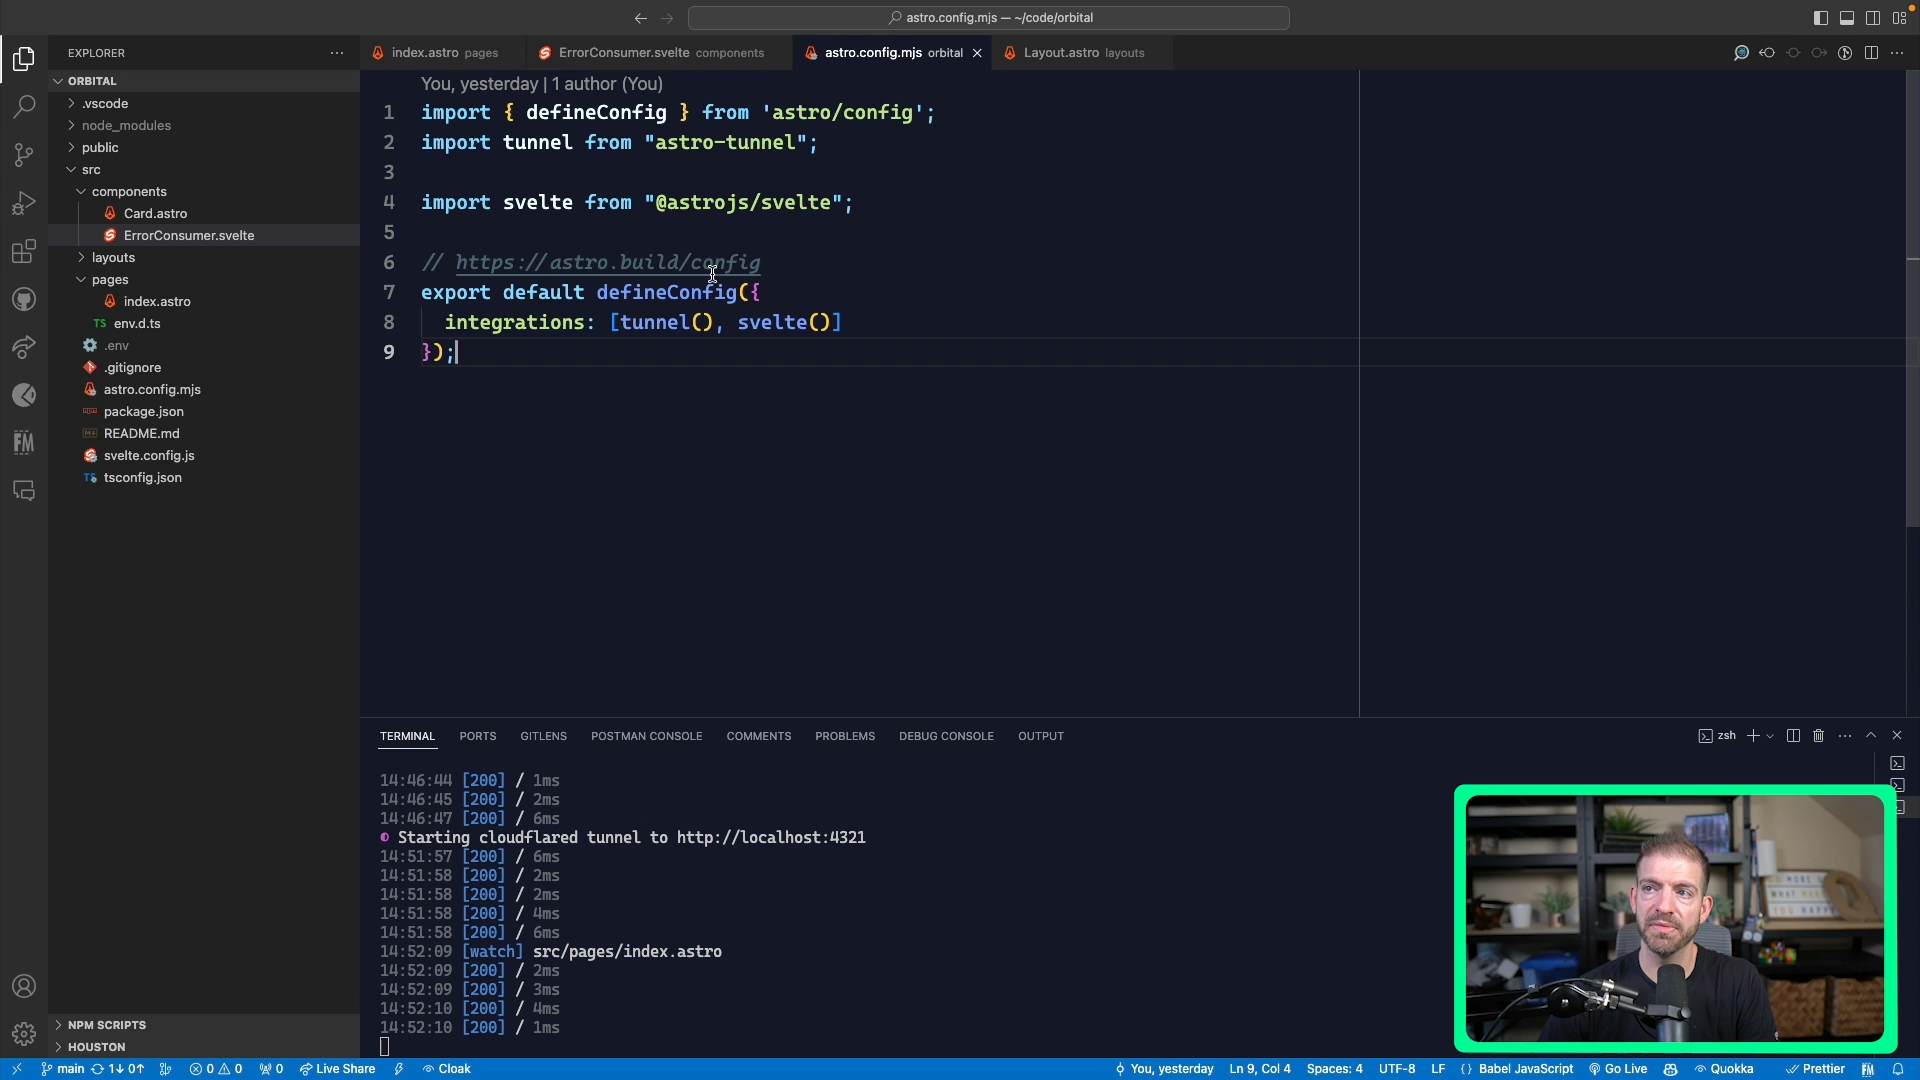 astro.config.mjs — ~/code/orbital
EXPLORER
index.astro pages
ErrorConsumer.svelte components
astro.config.mjs orbital
Layout.astro layouts
ORBITAL
.vscode
node_modules
public
src
components
Card.astro
ErrorConsumer.svelte
layouts
pages
index.astro
TS env.d.ts
.env
.gitignore
astro.config.mjs
package.json
README.md
svelte.config.js
tsconfig.json
NPM SCRIPTS
HOUSTON
You, yesterday | 1 author (You)
1 import { defineConfig } from 'astro/config';
2 import tunnel from "astro-tunnel";
3
4 import svelte from "@astrojs/svelte";
5
6 // https://astro.build/config
7 export default defineConfig({
8 integrations: [tunnel(), svelte()]
9 });
TERMINAL PORTS GITLENS POSTMAN CONSOLE COMMENTS PROBLEMS DEBUG CONSOLE OUTPUT
zsh
14:46:44 [200] / 1ms
14:46:45 [200] / 2ms
14:46:47 [200] / 6ms
Starting cloudflared tunnel to http://localhost:4321
14:51:57 [200] / 6ms
14:51:58 [200] / 2ms
14:51:58 [200] / 2ms
14:51:58 [200] / 4ms
14:51:58 [200] / 6ms
14:52:09 [watch] src/pages/index.astro
14:52:09 [200] / 2ms
14:52:09 [200] / 3ms
14:52:10 [200] / 4ms
14:52:10 [200] / 1ms
main 1↓ 0↑ 0 0 0 Live Share Cloak You, yesterday Ln 9, Col 4 Spaces: 4 UTF-8 LF {} Babel JavaScript Go Live Quokka Prettier